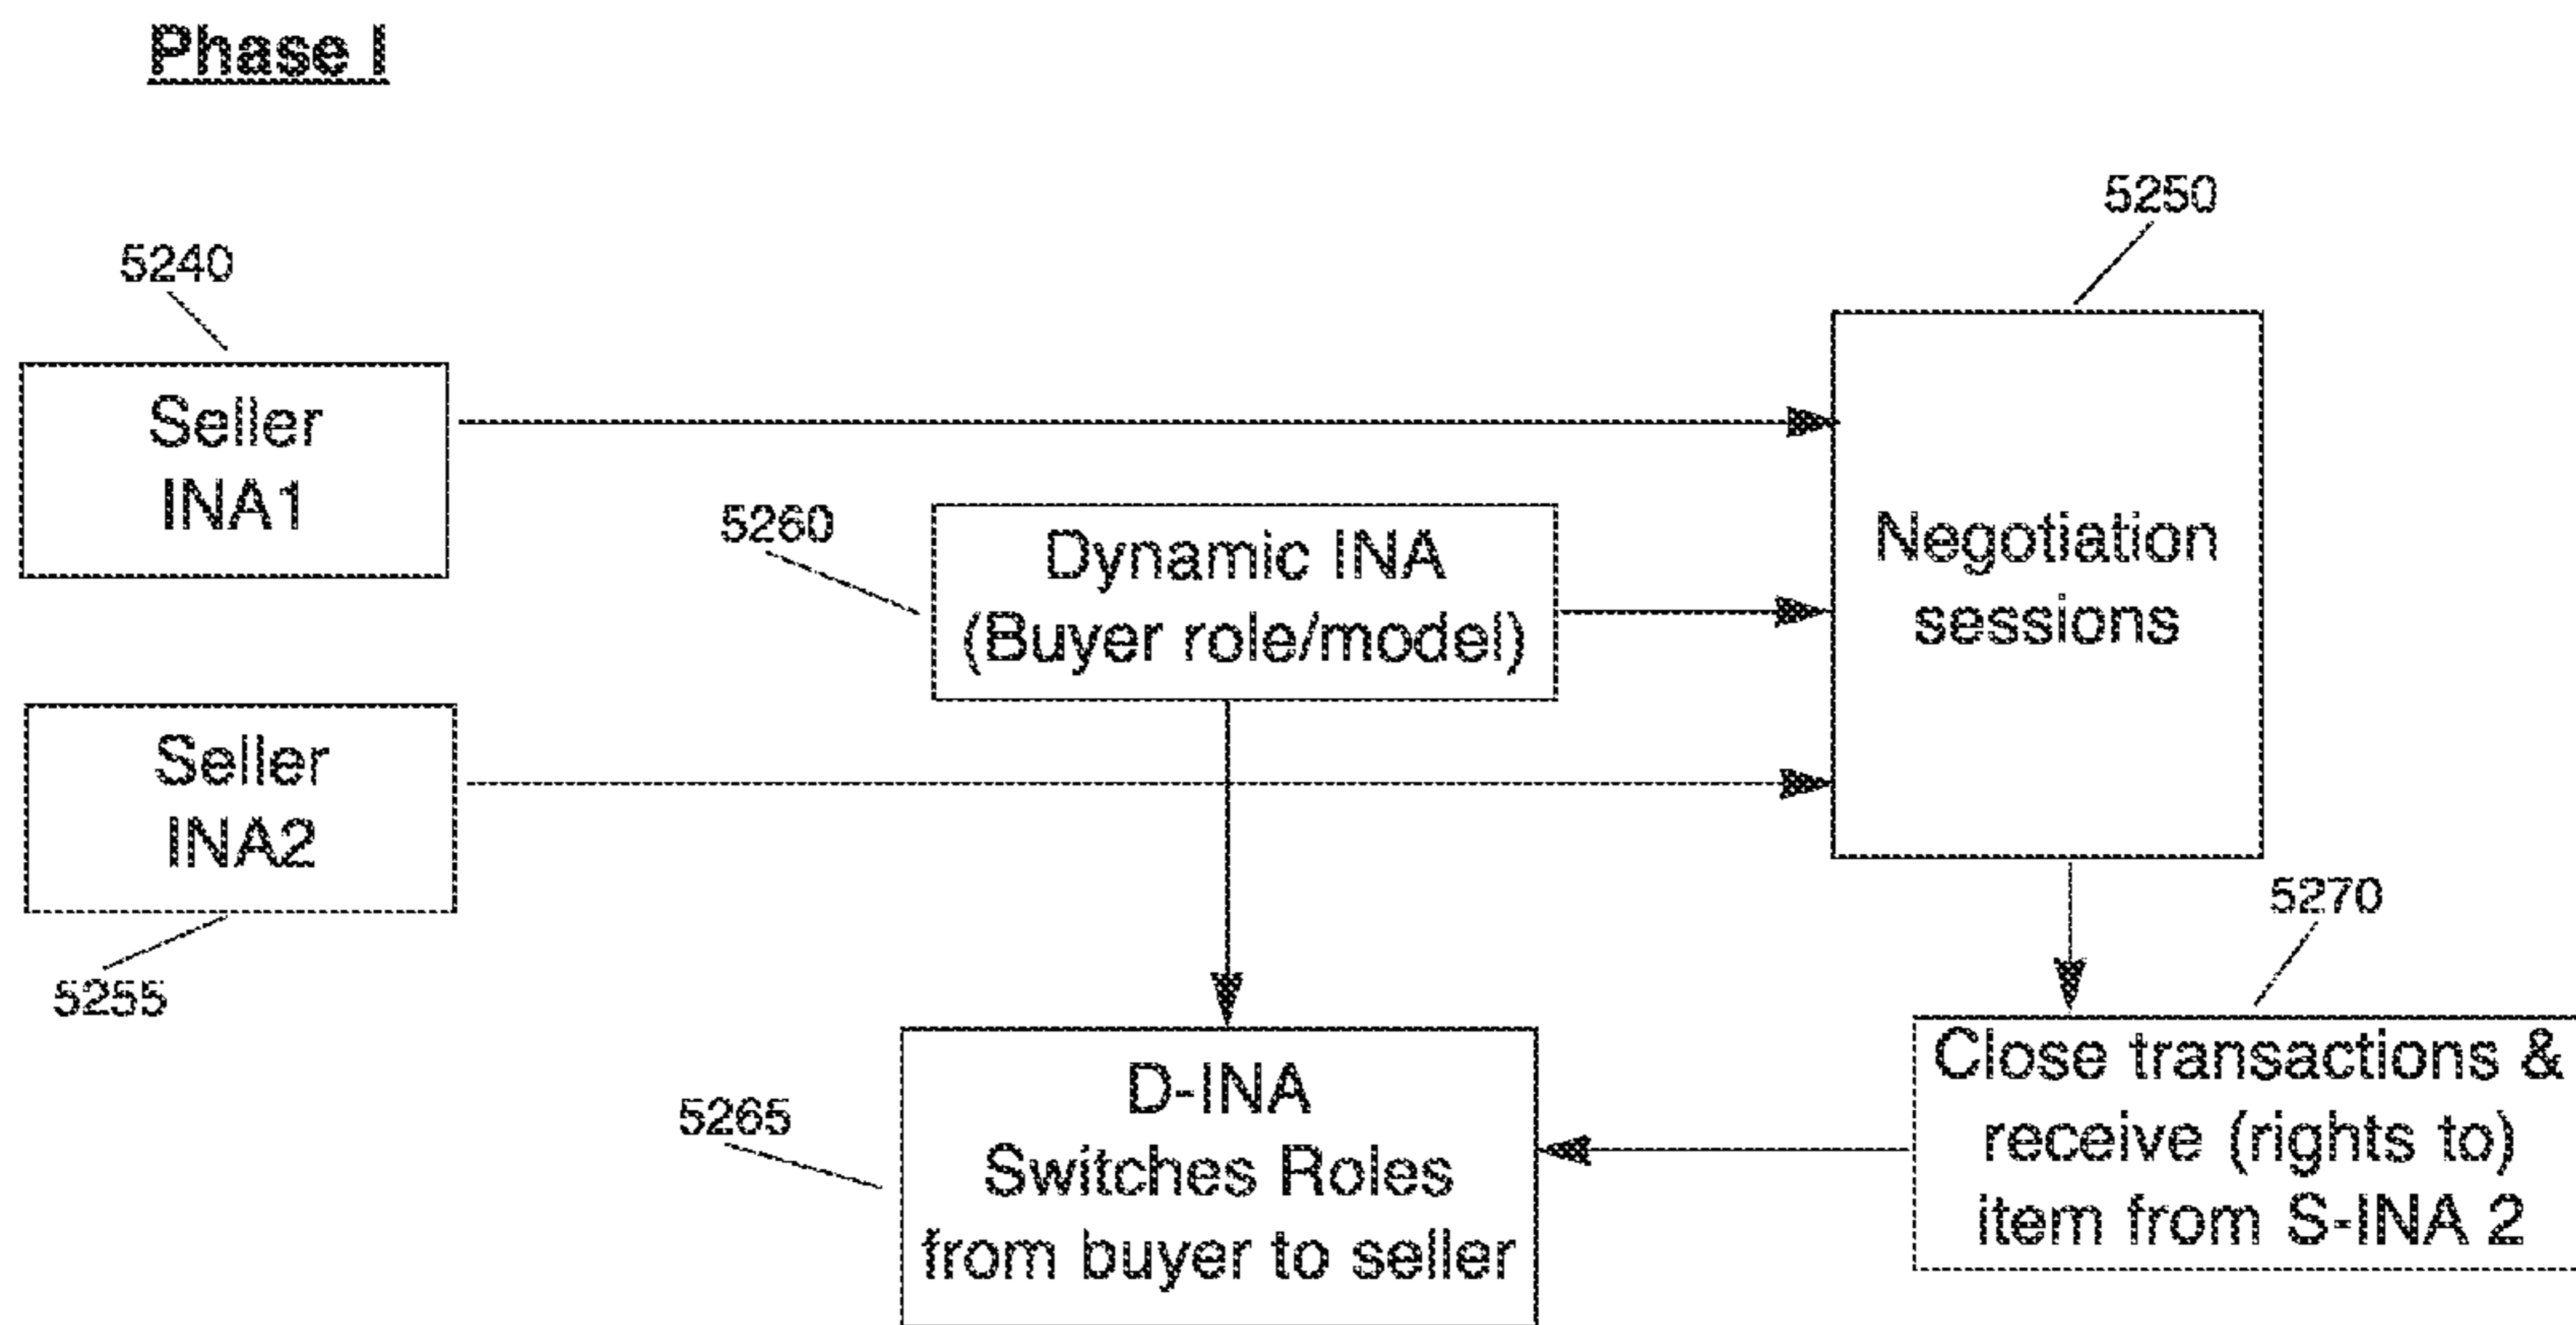 Phase I
5250
5240
Seller
INA1
5260
Dynamic INA
(Buyer role/model)
Negotiation
sessions
Seller
INA2
5255
5270
5265
D-INA
Switches Roles
from buyer to seller
Close transactions &
receive (rights to)
item from S-INA 2